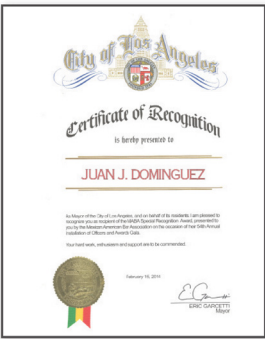 City of Los Angeles
Certificate of Recognition
is hereby presented to
JUAN J. DOMINGUEZ
As Mayor of the City of Los Angeles, and on behalf of its residents, I am pleased to
recognize you as recipient of the MABA Special Recognition Award, presented to
you by the Mexican American Bar Association on the occasion of their 54th Annual
Installation of Officers and Awards Gala.
Your hard work, enthusiasm and support are to be commended.
February 16, 2014
ERIC GARCETTI
Mayor